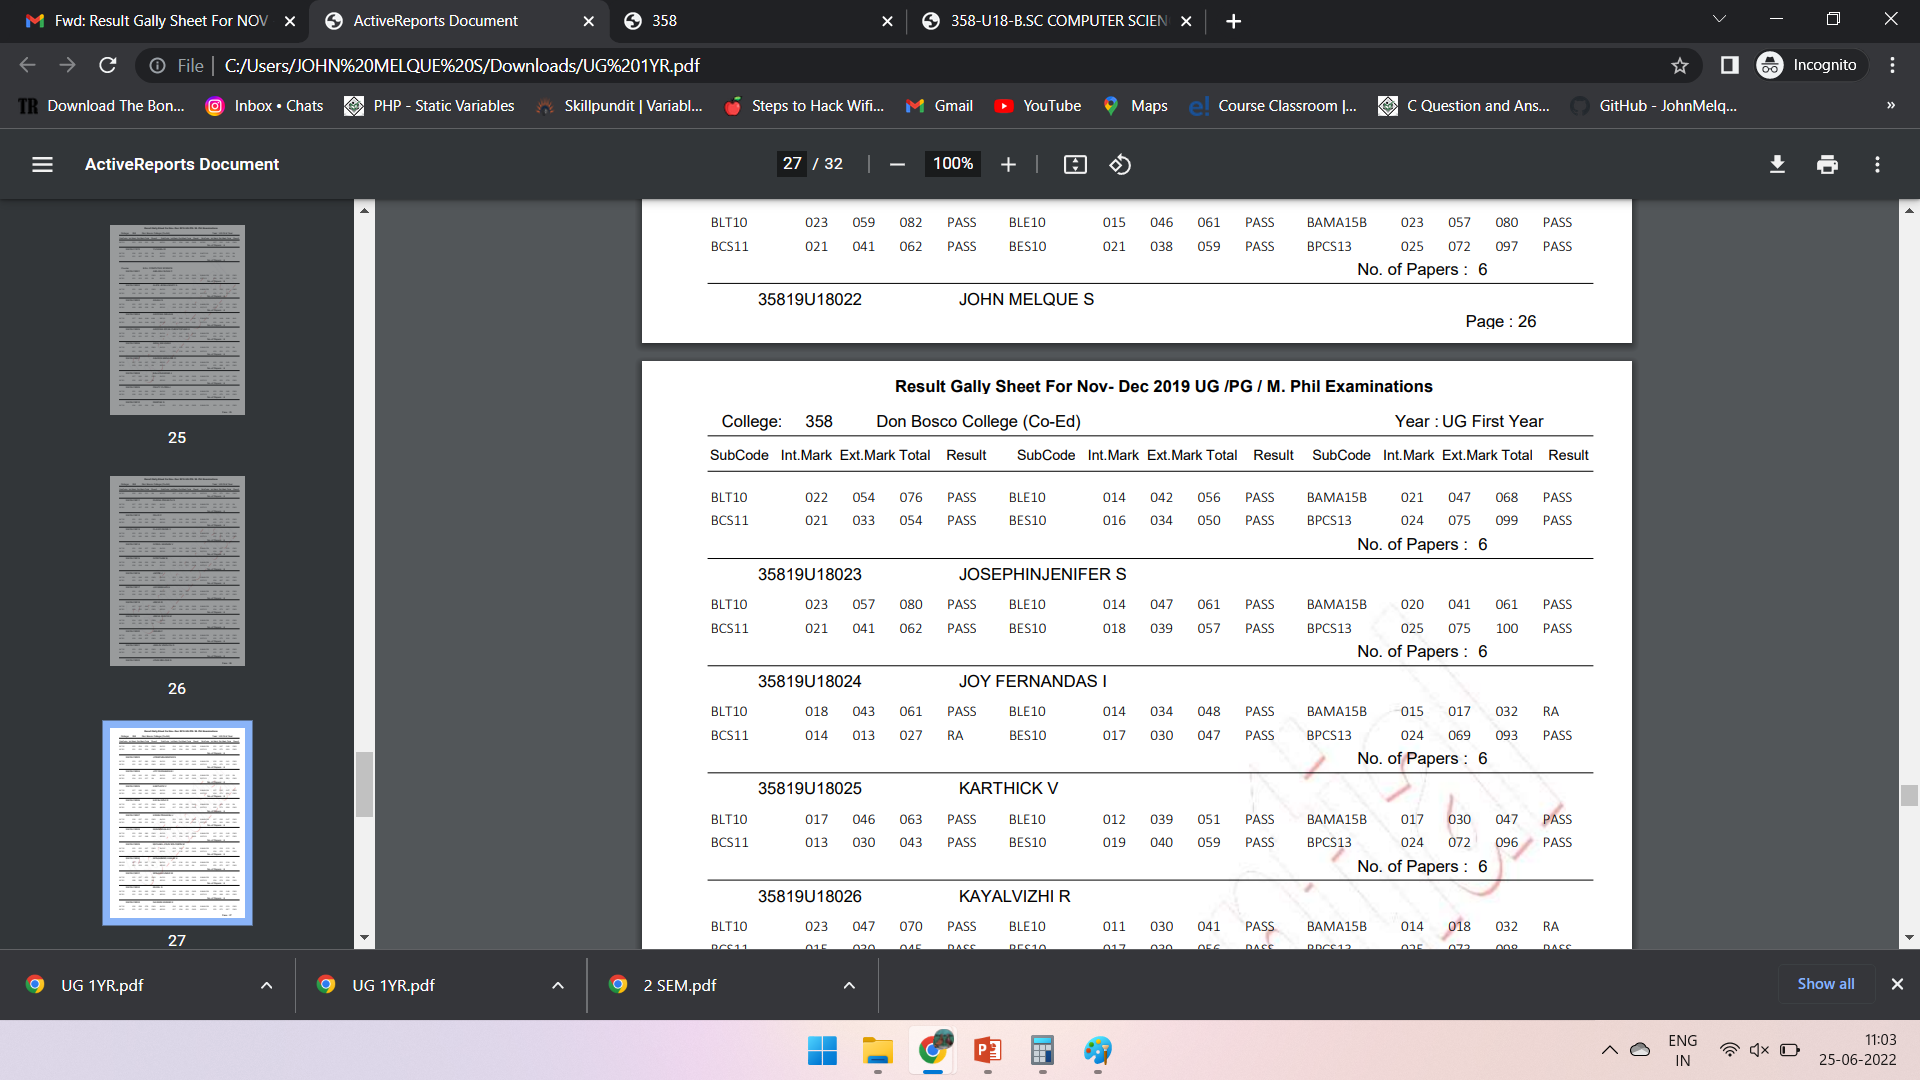 Fwd: Result Gally Sheet For NOV
ActiveReports Document
358
358-U18-B.SC COMPUTER SCIEN
File
C:/Users/JOHN%20MELQUE%20S/Downloads/UG%201YR.pdf
Incognito
TR Download The Bon... Inbox • Chats PHP - Static Variables Skillpundit | Variabl... Steps to Hack Wifi... Gmail YouTube Maps Course Classroom |... C Question and Ans... GitHub - JohnMelq... »
ActiveReports Document
27 / 32 100%
25
26
27
BLT10 023 059 082 PASS BLE10 015 046 061 PASS BAMA15B 023 057 080 PASS
BCS11 021 041 062 PASS BES10 021 038 059 PASS BPCS13 025 072 097 PASS
No. of Papers : 6
35819U18022 JOHN MELQUE S
Page : 26
Result Gally Sheet For Nov- Dec 2019 UG /PG / M. Phil Examinations
College: 358 Don Bosco College (Co-Ed) Year : UG First Year
SubCode Int.Mark Ext.Mark Total Result SubCode Int.Mark Ext.Mark Total Result SubCode Int.Mark Ext.Mark Total Result
BLT10 022 054 076 PASS BLE10 014 042 056 PASS BAMA15B 021 047 068 PASS
BCS11 021 033 054 PASS BES10 016 034 050 PASS BPCS13 024 075 099 PASS
No. of Papers : 6
35819U18023 JOSEPHINJENIFER S
BLT10 023 057 080 PASS BLE10 014 047 061 PASS BAMA15B 020 041 061 PASS
BCS11 021 041 062 PASS BES10 018 039 057 PASS BPCS13 025 075 100 PASS
No. of Papers : 6
35819U18024 JOY FERNANDAS I
BLT10 018 043 061 PASS BLE10 014 034 048 PASS BAMA15B 015 017 032 RA
BCS11 014 013 027 RA BES10 017 030 047 PASS BPCS13 024 069 093 PASS
No. of Papers : 6
35819U18025 KARTHICK V
BLT10 017 046 063 PASS BLE10 012 039 051 PASS BAMA15B 017 030 047 PASS
BCS11 013 030 043 PASS BES10 019 040 059 PASS BPCS13 024 072 096 PASS
No. of Papers : 6
35819U18026 KAYALVIZHI R
BLT10 023 047 070 PASS BLE10 011 030 041 PASS BAMA15B 014 018 032 RA
BCS11 015 030 045 PASS BES10 017 039 056 PASS BPCS13 025 073 098 PASS
UG 1YR.pdf UG 1YR.pdf 2 SEM.pdf Show all
ENG
IN
11:03
25-06-2022